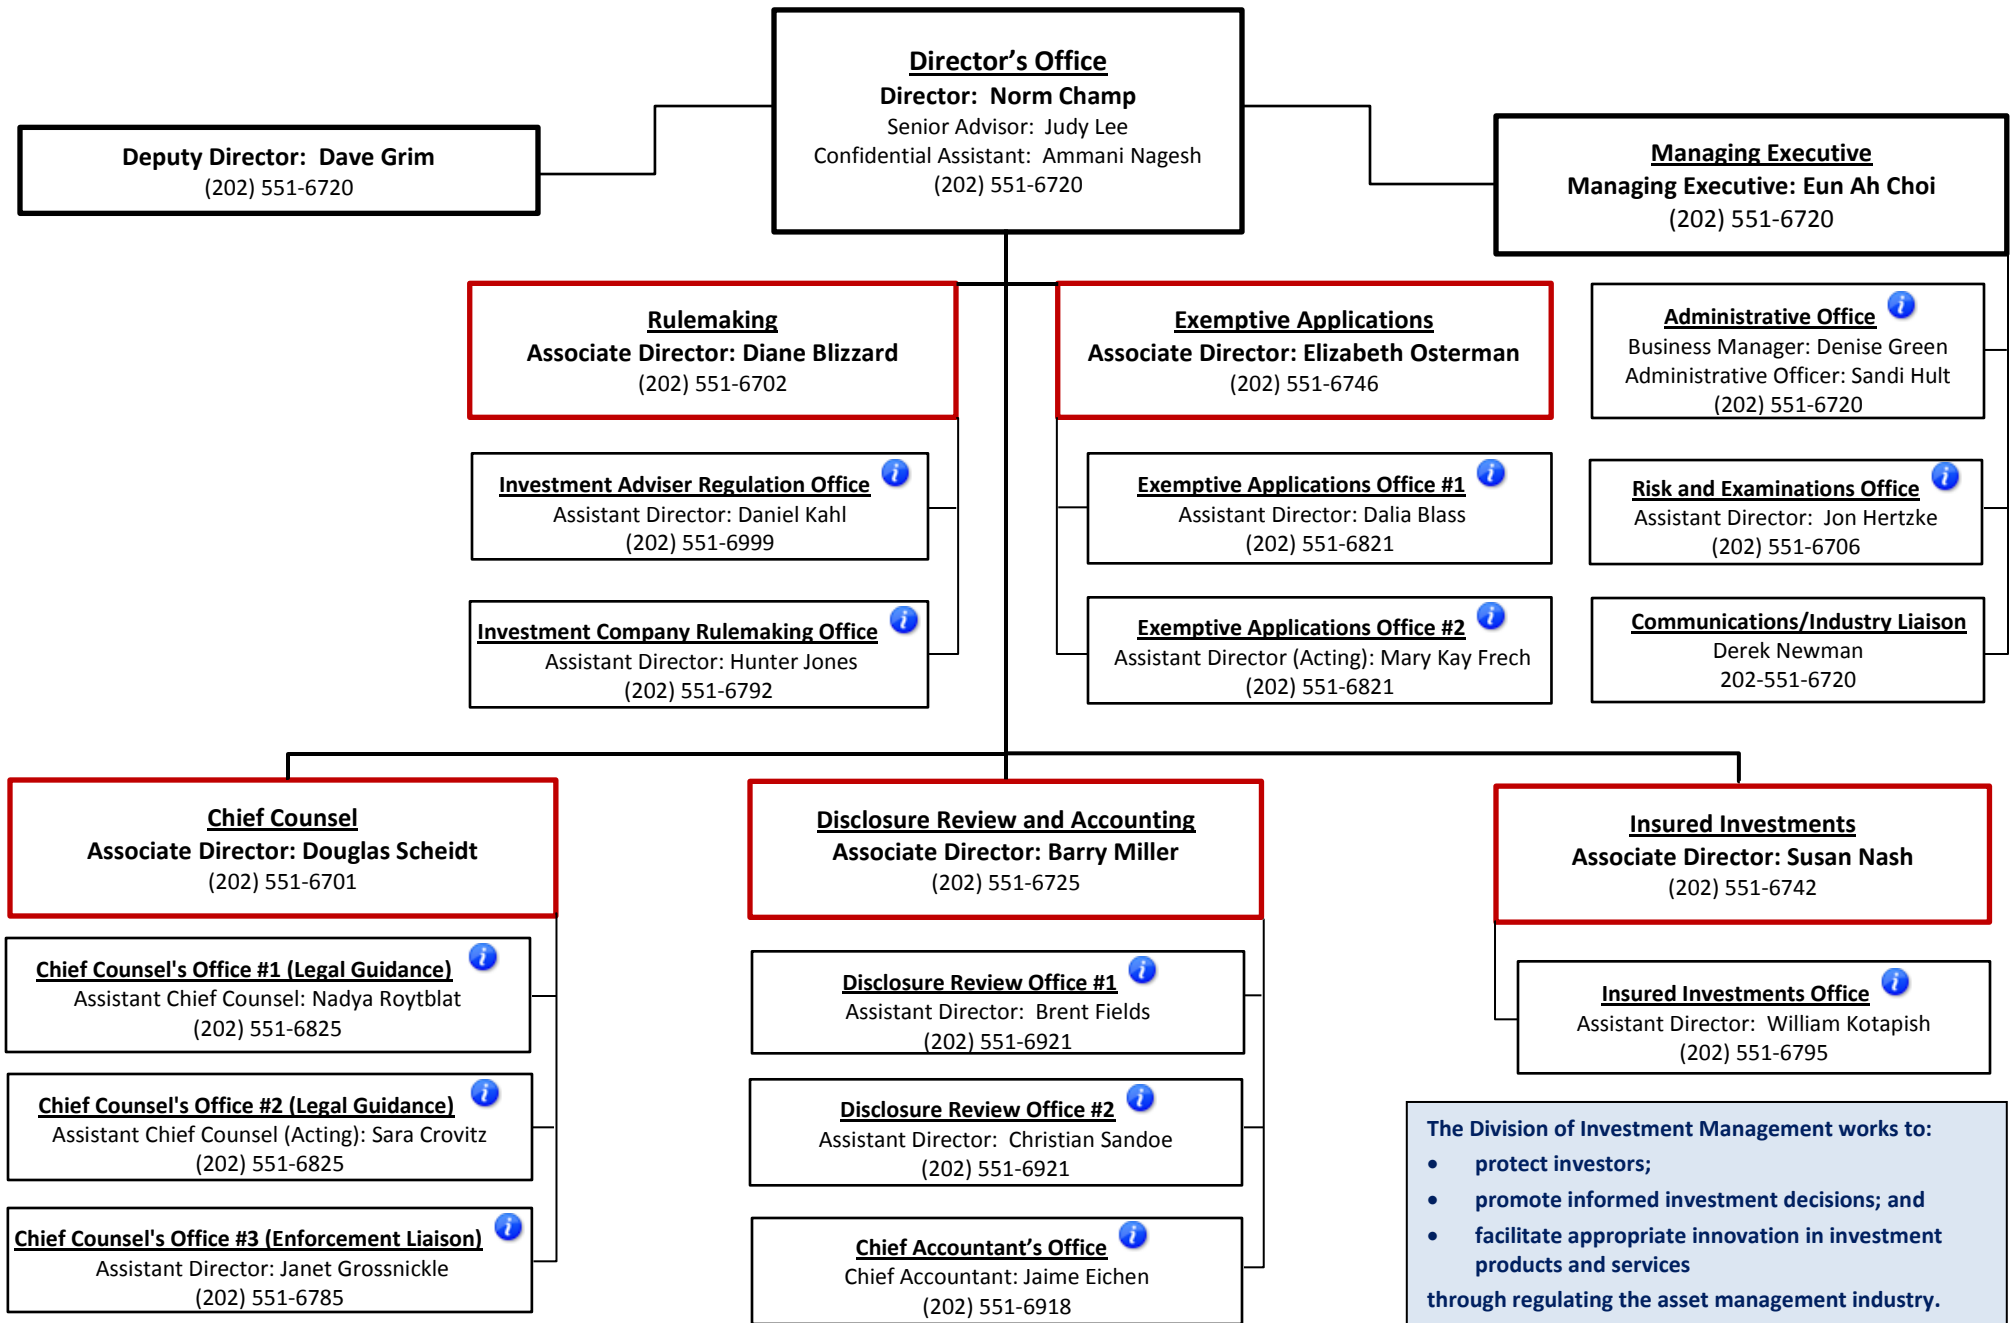 Director's Office
Director:  Norm Champ
Senior Advisor:  Judy Lee
Confidential Assistant:  Ammani Nagesh
(202) 551-6720
Deputy Director:  Dave Grim
(202) 551-6720
Managing Executive
Managing Executive: Eun Ah Choi
(202) 551-6720
Rulemaking
Associate Director: Diane Blizzard
(202) 551-6702
Exemptive Applications
Associate Director: Elizabeth Osterman
(202) 551-6746
Administrative Office
Business Manager: Denise Green
Administrative Officer: Sandi Hult
(202) 551-6720
Investment Adviser Regulation Office
Assistant Director: Daniel Kahl
(202) 551-6999
Exemptive Applications Office #1
Assistant Director: Dalia Blass
(202) 551-6821
Risk and Examinations Office
Assistant Director:  Jon Hertzke
(202) 551-6706
Investment Company Rulemaking Office
Assistant Director: Hunter Jones
(202) 551-6792
Exemptive Applications Office #2
Assistant Director (Acting): Mary Kay Frech
(202) 551-6821
Communications/Industry Liaison
Derek Newman
202-551-6720
Chief Counsel
Associate Director: Douglas Scheidt
(202) 551-6701
Disclosure Review and Accounting
Associate Director: Barry Miller
(202) 551-6725
Insured Investments
Associate Director: Susan Nash
(202) 551-6742
Chief Counsel's Office #1 (Legal Guidance)
Assistant Chief Counsel: Nadya Roytblat
(202) 551-6825
Disclosure Review Office #1
Assistant Director:  Brent Fields
(202) 551-6921
Insured Investments Office
Assistant Director:  William Kotapish
(202) 551-6795
Chief Counsel's Office #2 (Legal Guidance)
Assistant Chief Counsel (Acting): Sara Crovitz
(202) 551-6825
Disclosure Review Office #2
Assistant Director:  Christian Sandoe
(202) 551-6921
Chief Counsel's Office #3 (Enforcement Liaison)
Assistant Director: Janet Grossnickle
(202) 551-6785
Chief Accountant's Office
Chief Accountant: Jaime Eichen
(202) 551-6918
The Division of Investment Management works to:
• protect investors;
• promote informed investment decisions; and
• facilitate appropriate innovation in investment
products and services
through regulating the asset management industry.